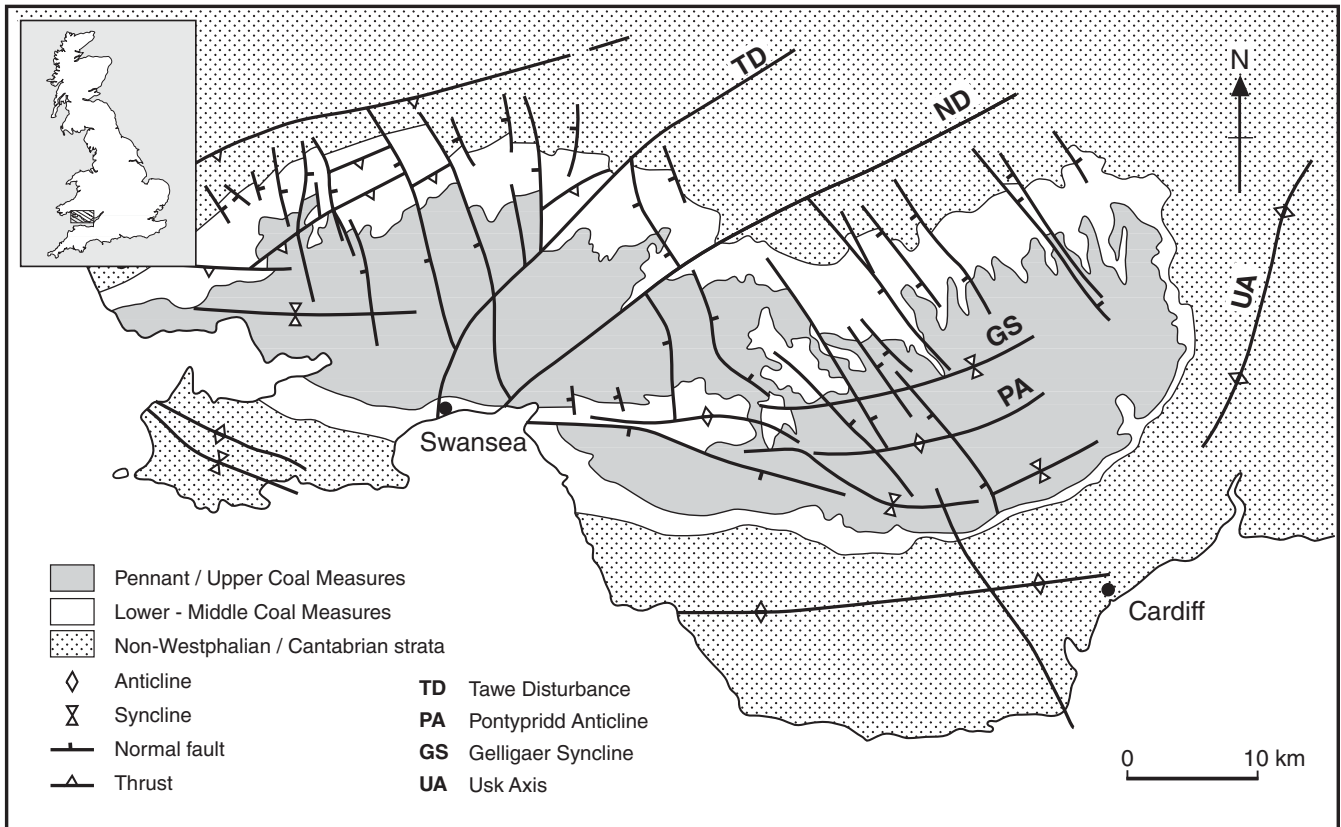 TD
ND
N
UA
GS
PA
Swansea
Cardiff
Pennant / Upper Coal Measures
Lower - Middle Coal Measures
Non-Westphalian / Cantabrian strata
Anticline
Syncline
Normal fault
Thrust
TD Tawe Disturbance
PA Pontypridd Anticline
GS Gelligaer Syncline
UA Usk Axis
0 10 km